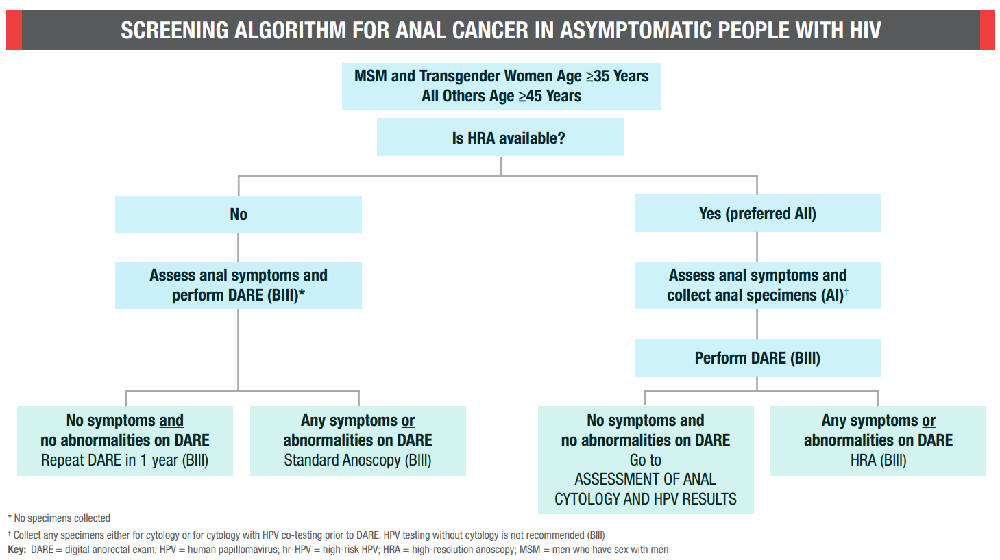 SCREENING ALGORITHM FOR ANAL CANCER IN ASYMPTOMATIC PEOPLE WITH HIV
MSM and Transgender Women Age ≥35 Years
All Others Age ≥45 Years
Is HRA available?
No
Assess anal symptoms and
perform DARE (BIII)*
No symptoms and
no abnormalities on DARE
Repeat DARE in 1 year (BIII)
Any symptoms or
abnormalities on DARE
Standard Anoscopy (BIII)
Yes (preferred AII)
Assess anal symptoms and
collect anal specimens (AI)†
Perform DARE (BIII)
No symptoms and
no abnormalities on DARE
Go to
ASSESSMENT OF ANAL
CYTOLOGY AND HPV RESULTS
Any symptoms or
abnormalities on DARE
HRA (BIII)
* No specimens collected
† Collect any specimens either for cytology or for cytology with HPV co-testing prior to DARE. HPV testing without cytology is not recommended (BIII)
Key: DARE = digital anorectal exam; HPV = human papillomavirus; hr-HPV = high-risk HPV; HRA = high-resolution anoscopy; MSM = men who have sex with men